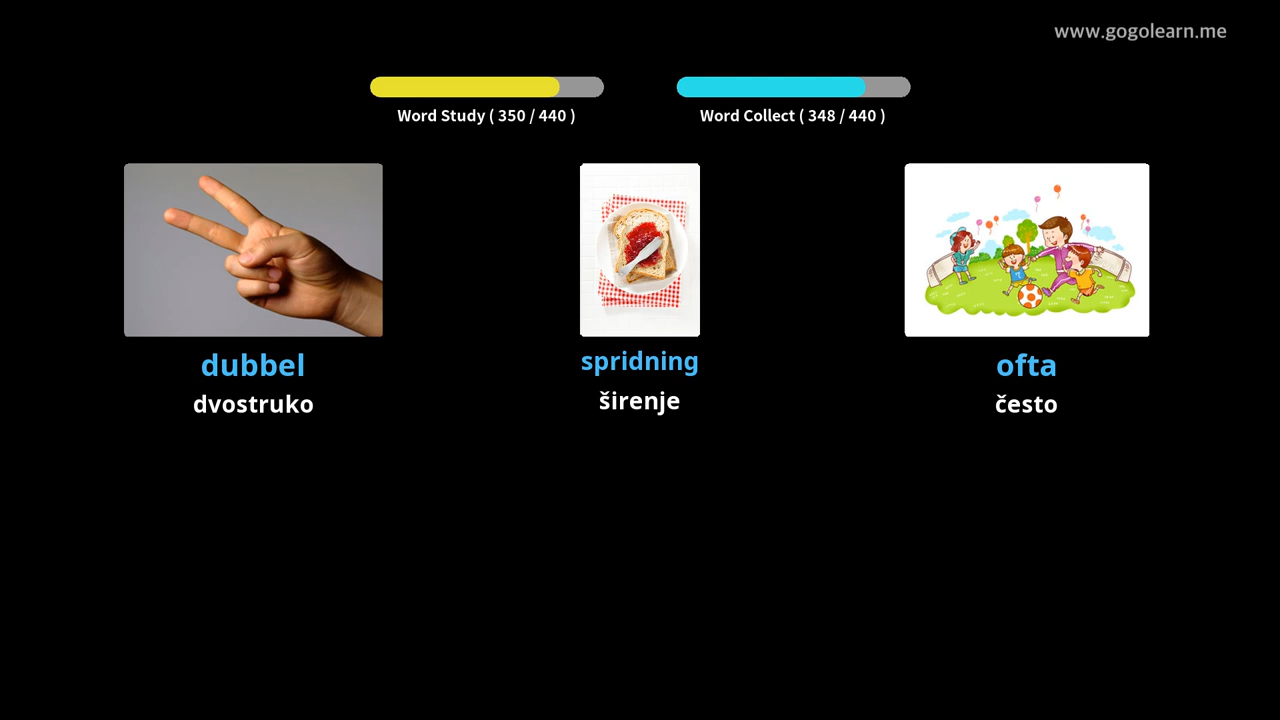 www.gogolearn.me
Word Study ( 350 / 440 )
Word Collect ( 348 / 440 )
dubbel
dvostruko
spridning
širenje
ofta
često